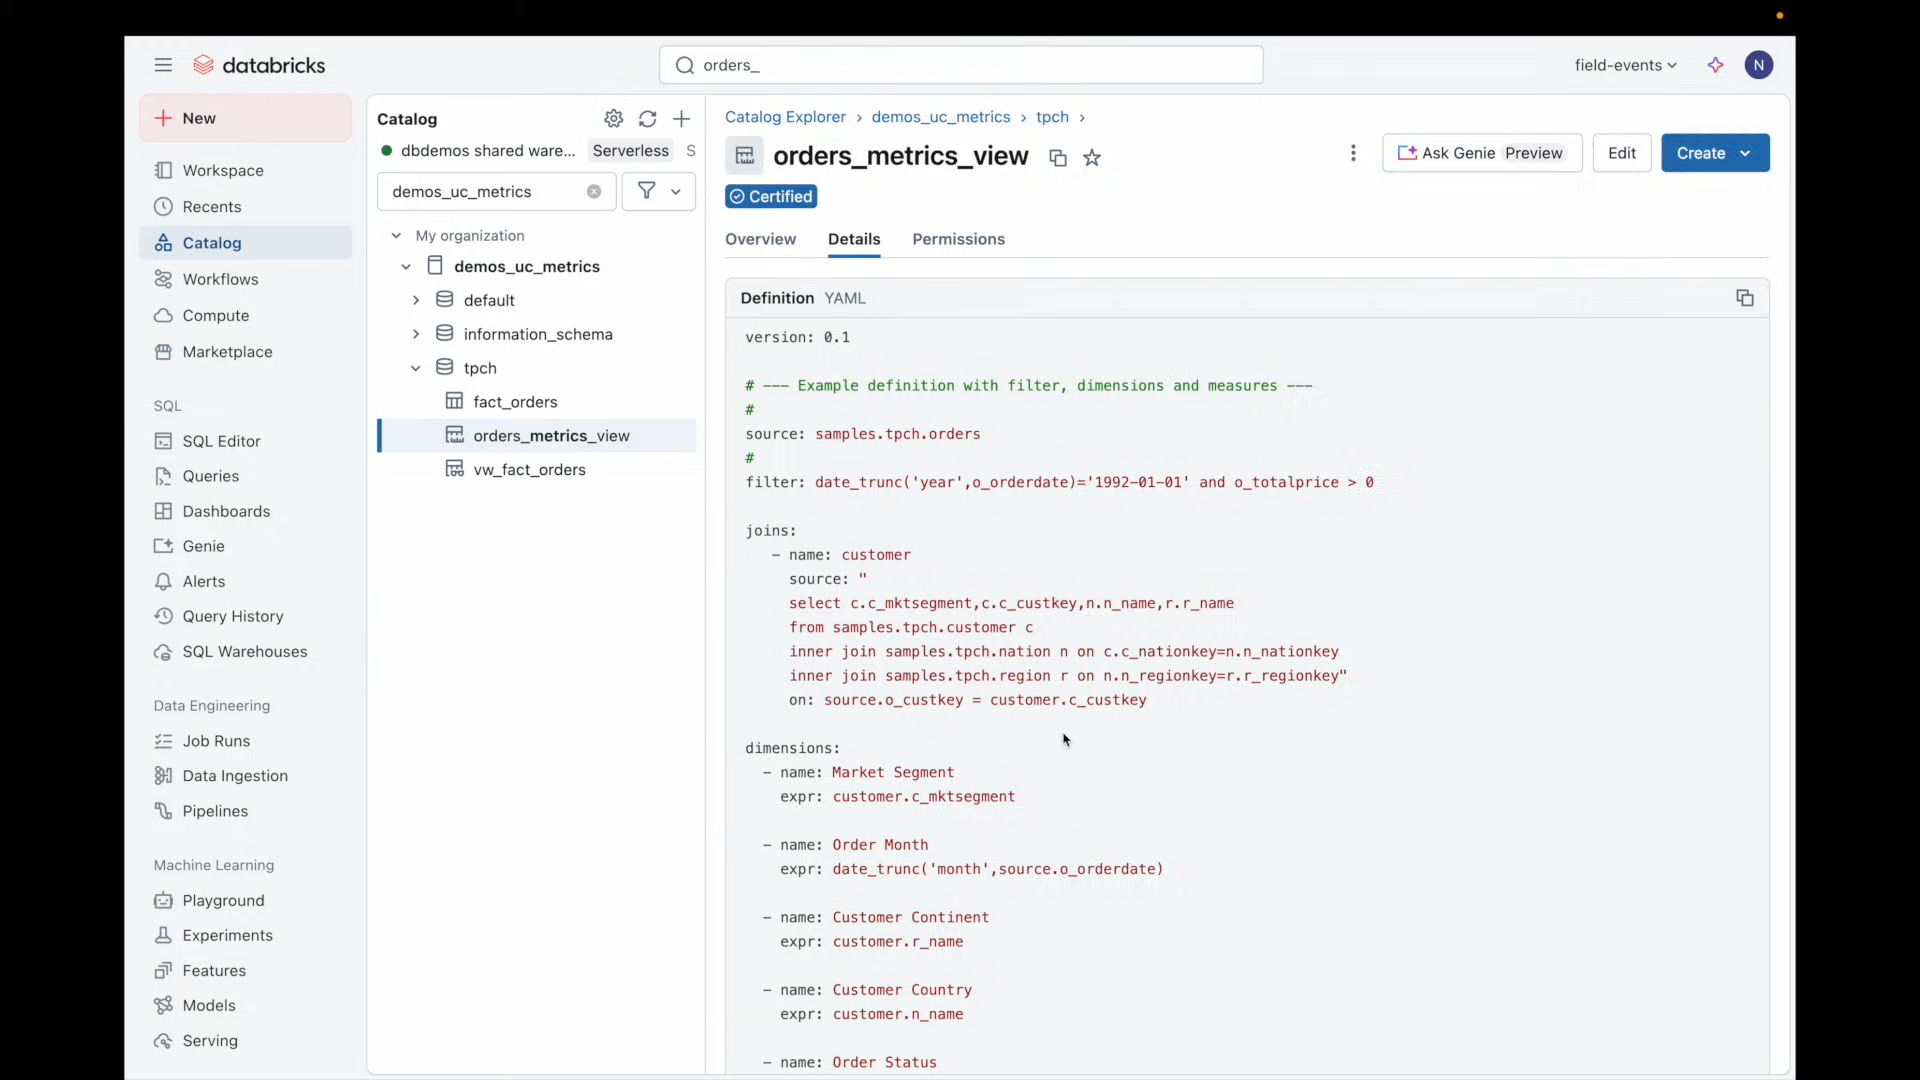 databricks
orders_
field-events
N
New
Workspace
Recents
Catalog
Workflows
Compute
Marketplace
SQL
SQL Editor
Queries
Dashboards
Genie
Alerts
Query History
SQL Warehouses
Data Engineering
Job Runs
Data Ingestion
Pipelines
Machine Learning
Playground
Experiments
Features
Models
Serving
Catalog
dbdemos shared ware... Serverless S
demos_uc_metrics
My organization
demos_uc_metrics
default
information_schema
tpch
fact_orders
orders_metrics_view
vw_fact_orders
Catalog Explorer › demos_uc_metrics › tpch ›
orders_metrics_view
Ask Genie Preview
Edit
Create
Certified
Overview Details Permissions
Definition YAML
version: 0.1
# --- Example definition with filter, dimensions and measures ---
#
source: samples.tpch.orders
#
filter: date_trunc('year',o_orderdate)='1992-01-01' and o_totalprice > 0
joins:
- name: customer
source: "
select c.c_mktsegment,c.c_custkey,n.n_name,r.r_name
from samples.tpch.customer c
inner join samples.tpch.nation n on c.c_nationkey=n.n_nationkey
inner join samples.tpch.region r on n.n_regionkey=r.r_regionkey"
on: source.o_custkey = customer.c_custkey
dimensions:
- name: Market Segment
expr: customer.c_mktsegment
- name: Order Month
expr: date_trunc('month',source.o_orderdate)
- name: Customer Continent
expr: customer.r_name
- name: Customer Country
expr: customer.n_name
- name: Order Status